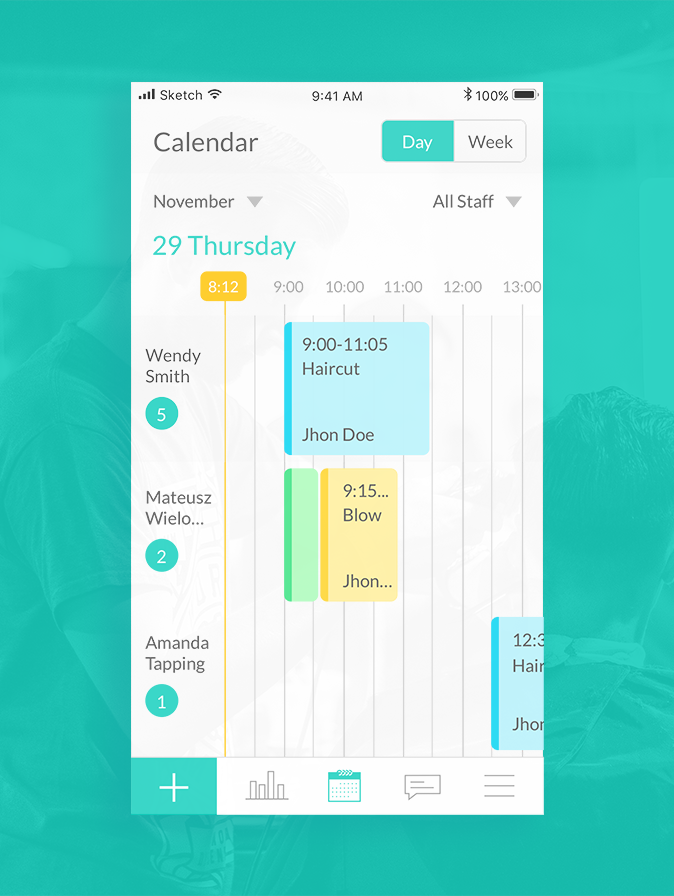 Sketch 9:41 AM 100%
Calendar Day Week
November All Staff
29 Thursday
8:12 9:00 10:00 11:00 12:00 13:00
Wendy
Smith
5
9:00-11:05
Haircut
Jhon Doe
Mateusz
Wielo...
2
9:15...
Blow
Jhon...
Amanda
Tapping
1
12:3
Hair
Jhon